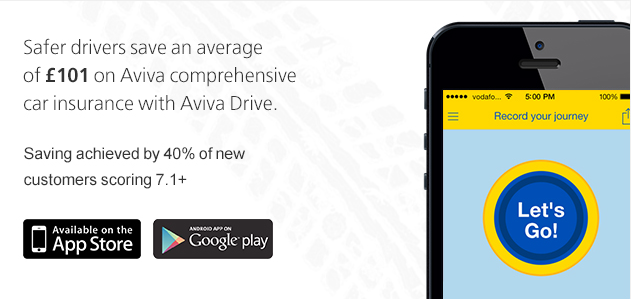 Safer drivers save an average
of £101 on Aviva comprehensive
car insurance with Aviva Drive.
Saving achieved by 40% of new
customers scoring 7.1+
Available on the
App Store
ANDROID APP ON
Google play
vodafo... 5:00 PM 100%
Record your journey
Let's
Go!